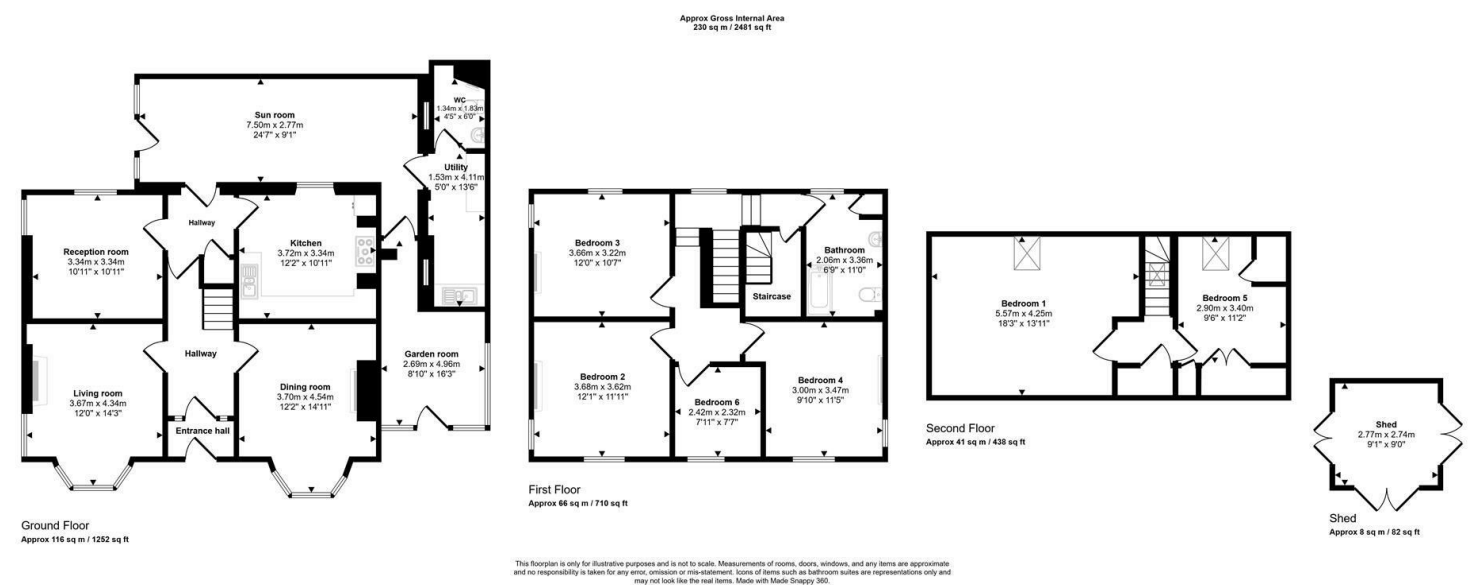 Approx Gross Internal Area
230 sq m / 2481 sq ft
Sun room
7.50m x 2.77m
24'7" x 9'1"
WC
1.34m x 1.83m
4'5" x 6'0"
Utility
1.53m x 4.11m
5'0" x 13'6"
Hallway
Reception room
3.34m x 3.34m
10'11" x 10'11"
Kitchen
3.72m x 3.34m
12'2" x 10'11"
Hallway
Living room
3.67m x 4.34m
12'0" x 14'3"
Dining room
3.70m x 4.54m
12'2" x 14'11"
Garden room
2.69m x 4.96m
8'10" x 16'3"
Entrance hall
Ground Floor
Approx 116 sq m / 1252 sq ft
Bedroom 3
3.66m x 3.22m
12'0" x 10'7"
Staircase
Bathroom
2.06m x 3.36m
6'9" x 11'0"
Bedroom 2
3.68m x 3.62m
12'1" x 11'11"
Bedroom 6
2.42m x 2.32m
7'11" x 7'7"
Bedroom 4
3.00m x 3.47m
9'10" x 11'5"
First Floor
Approx 66 sq m / 710 sq ft
Bedroom 1
5.57m x 4.25m
18'3" x 13'11"
Bedroom 5
2.90m x 3.40m
9'6" x 11'2"
Second Floor
Approx 41 sq m / 438 sq ft
Shed
2.77m x 2.74m
9'1" x 9'0"
Shed
Approx 8 sq m / 82 sq ft
This floorplan is only for illustrative purposes and is not to scale. Measurements of rooms, doors, windows, and any items are approximate
and no responsibility is taken for any error, omission or mis-statement. Icons of items such as bathroom suites are representations only and
may not look like the real items. Made with Made Snappy 360.